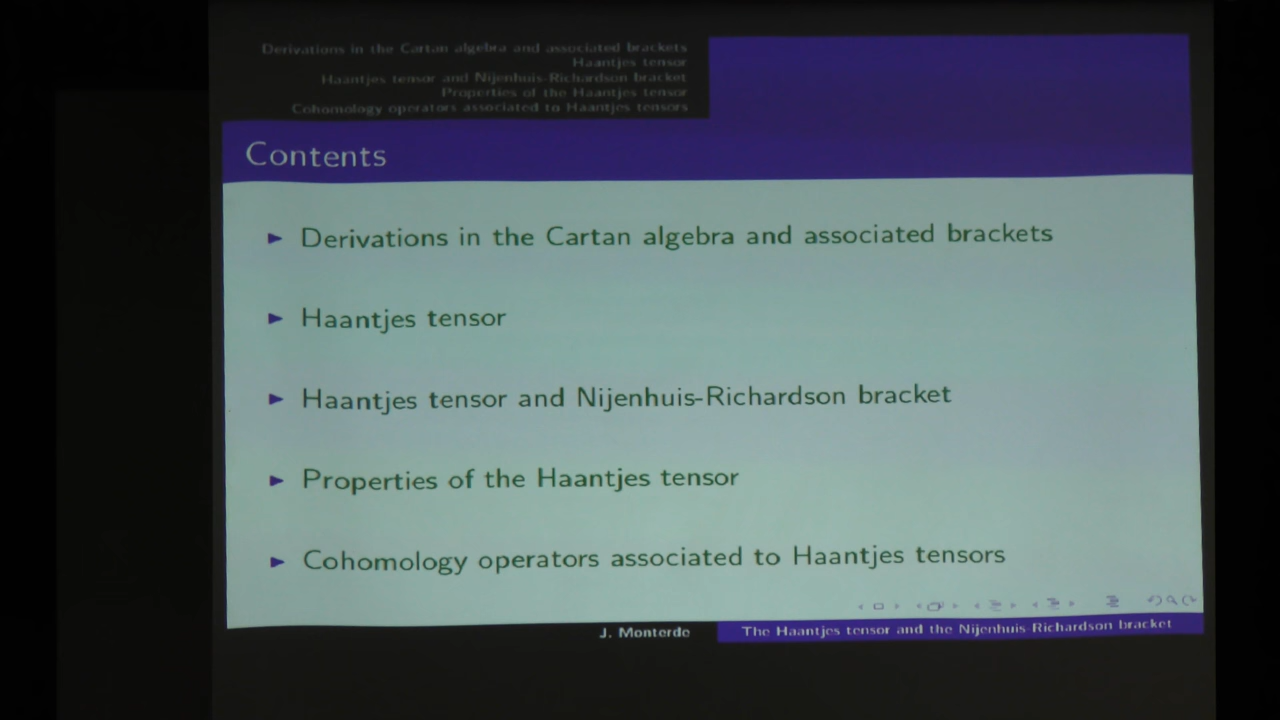 Derivations in the Cartan algebra and associated brackets
Haantjes tensor
Haantjes tensor and Nijenhuis-Richardson bracket
Properties of the Haantjes tensor
Cohomology operators associated to Haantjes tensors
Contents
Derivations in the Cartan algebra and associated brackets
Haantjes tensor
Haantjes tensor and Nijenhuis-Richardson bracket
Properties of the Haantjes tensor
Cohomology operators associated to Haantjes tensors
J. Monterde
The Haantjes tensor and the Nijenhuis-Richardson bracket